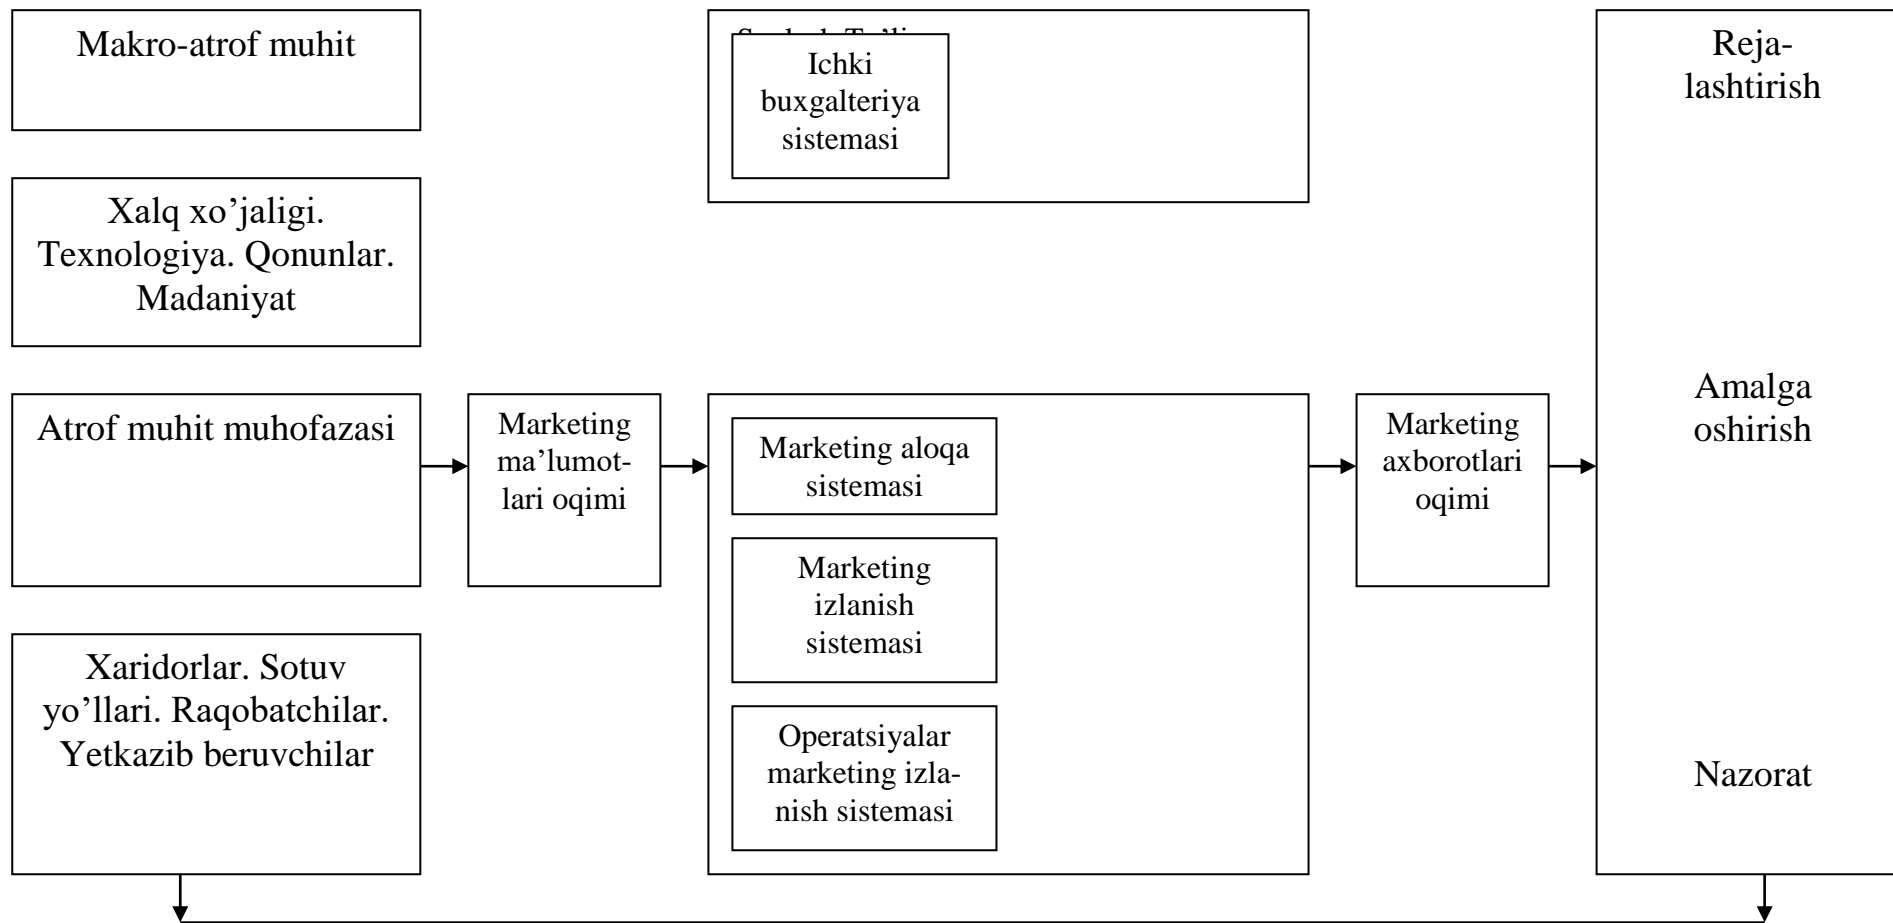 Makro-atrof muhit
Xalq xo’jaligi.
Texnologiya. Qonunlar.
Madaniyat
Atrof muhit muhofazasi
Xaridorlar. Sotuv
yo’llari. Raqobatchilar.
Yetkazib beruvchilar
Marketing
ma’lumot-
lari oqimi
Ichki
buxgalteriya
sistemasi
Marketing aloqa
sistemasi
Marketing
izlanish
sistemasi
Operatsiyalar
marketing izla-
nish sistemasi
Marketing
axborotlari
oqimi
Reja-
lashtirish
Amalga
oshirish
Nazorat